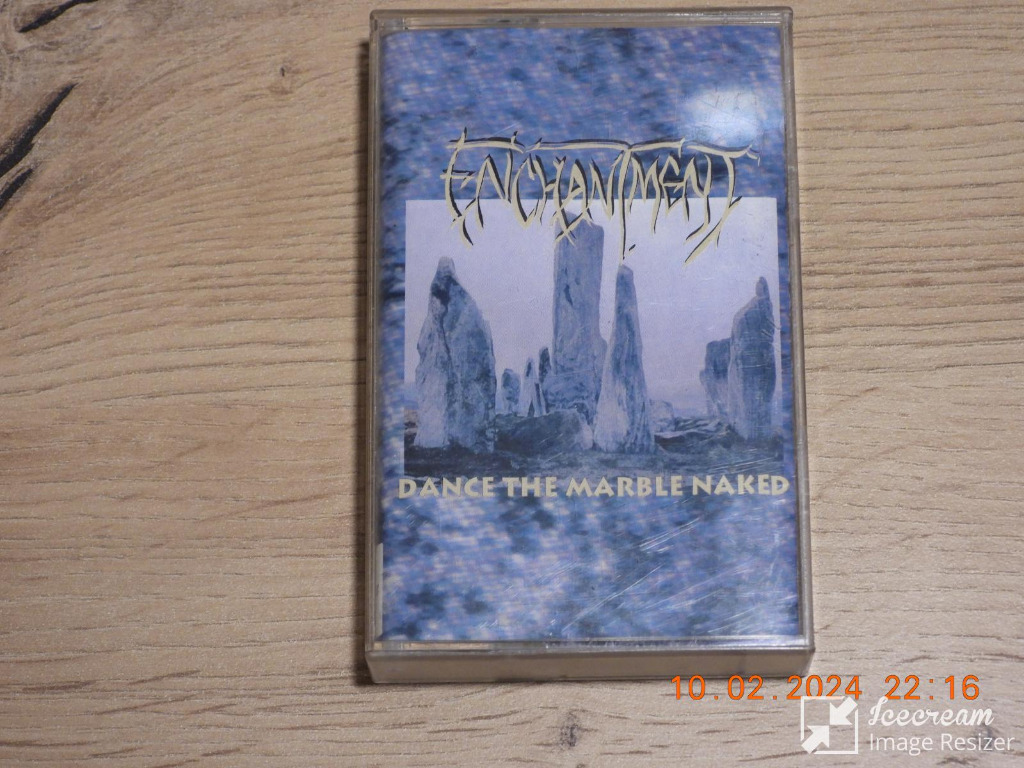 ENCHANTMENT
DANCE THE MARBLE NAKED
10.02.2024 22:16
Icecream
Image Resizer